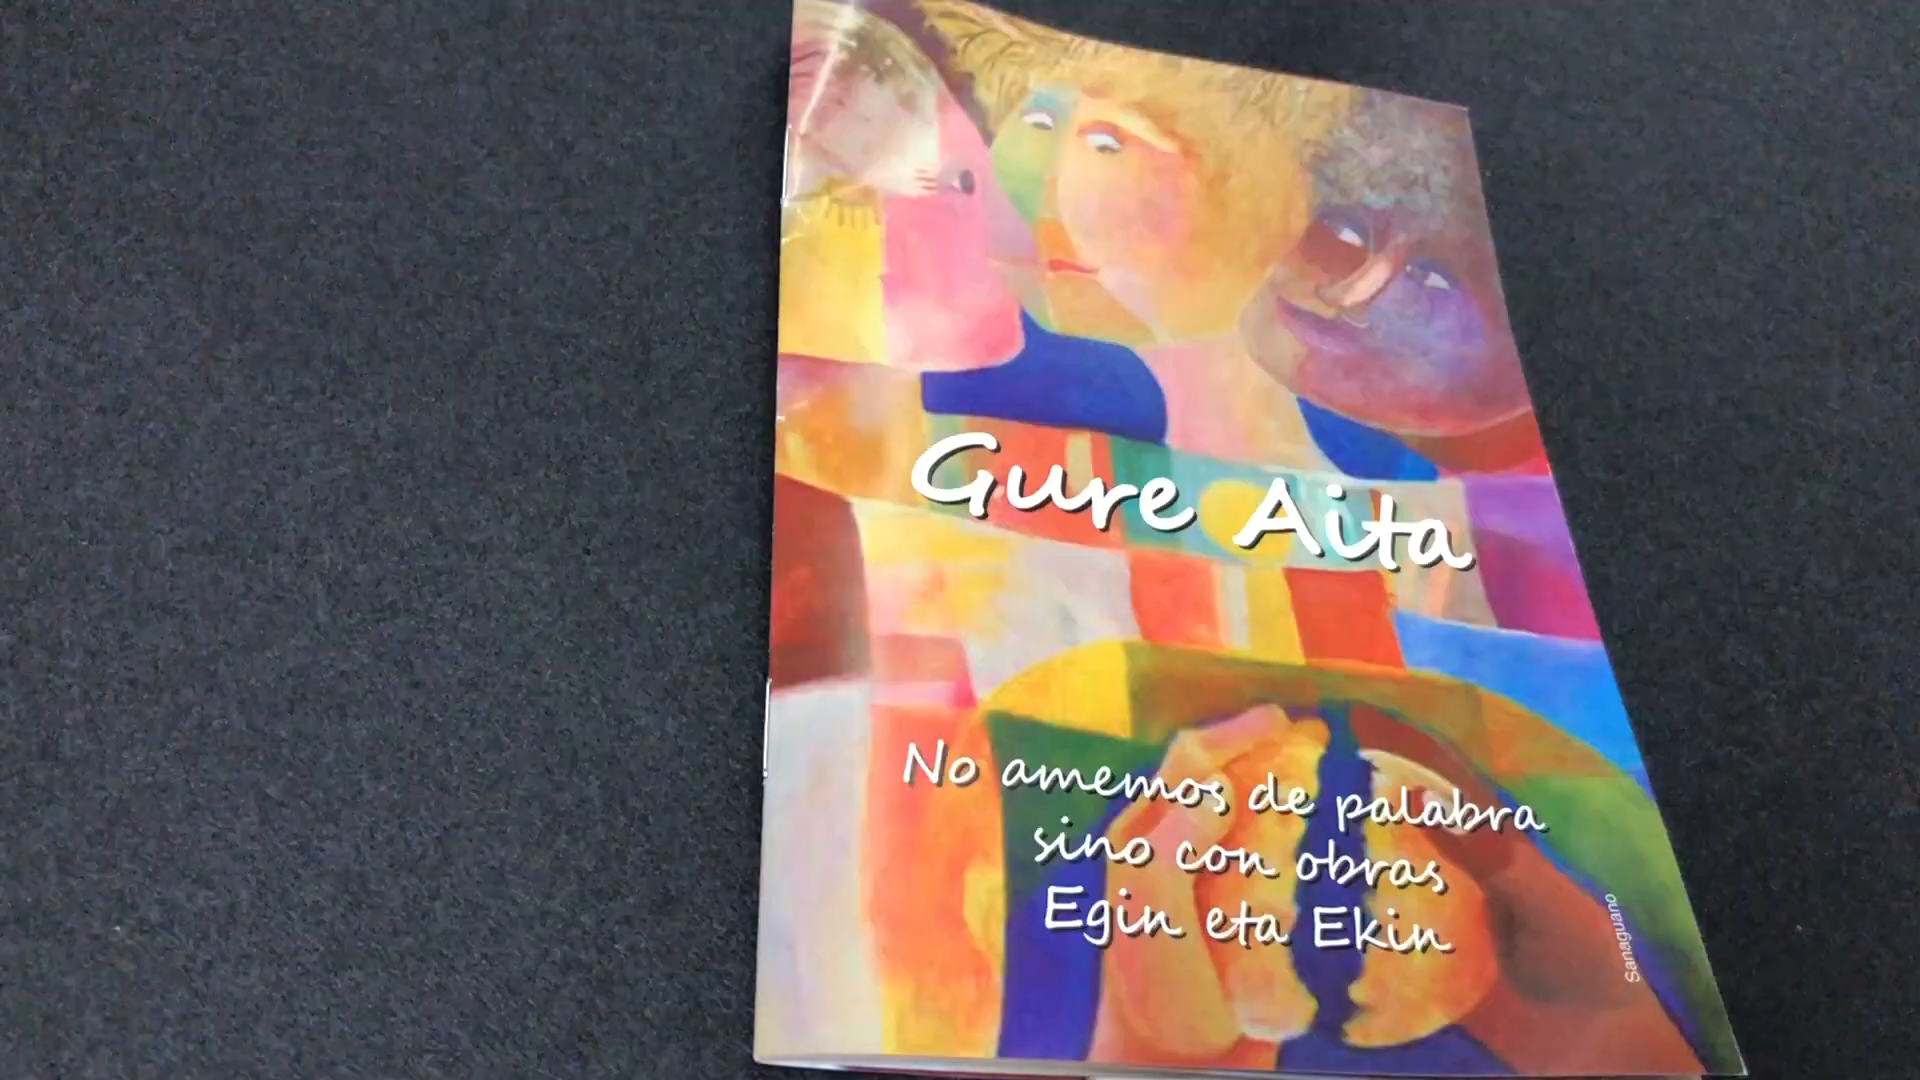 Gure Aita
No amemos de palabra
sino con obras
Egin eta Ekin
Sanaguano